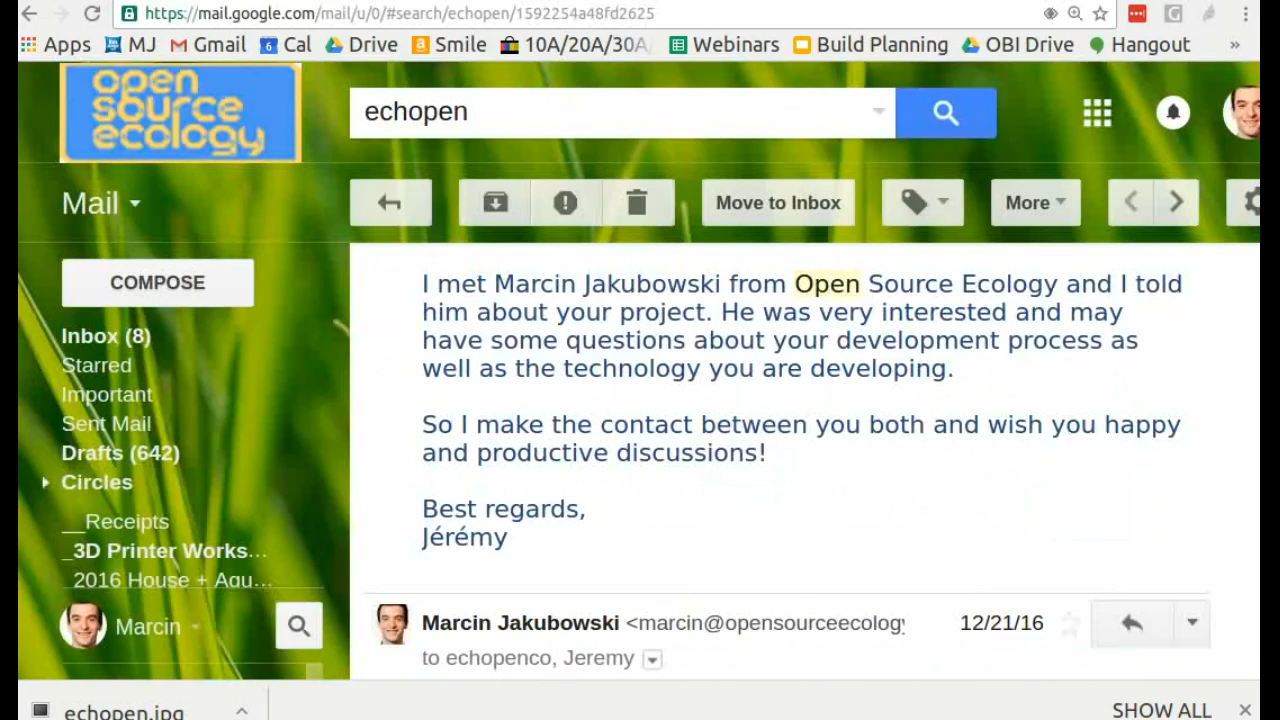 https://mail.google.com/mail/u/0/#search/echopen/1592254a48fd2625
Apps MJ Gmail 6 Cal Drive a Smile 10A/20A/30A Webinars Build Planning OBI Drive Hangout »
open
source
ecology
echopen
Mail
Move to Inbox
More
COMPOSE
I met Marcin Jakubowski from Open Source Ecology and I told
him about your project. He was very interested and may
have some questions about your development process as
well as the technology you are developing.
So I make the contact between you both and wish you happy
and productive discussions!
Best regards,
Jérémy
Inbox (8)
Starred
Important
Sent Mail
Drafts (642)
Circles
__Receipts
_3D Printer Works...
_2016 House + Aqu...
Marcin
Marcin Jakubowski <marcin@opensourceecology 12/21/16
to echopenco, Jeremy
echopen.jpg
SHOW ALL